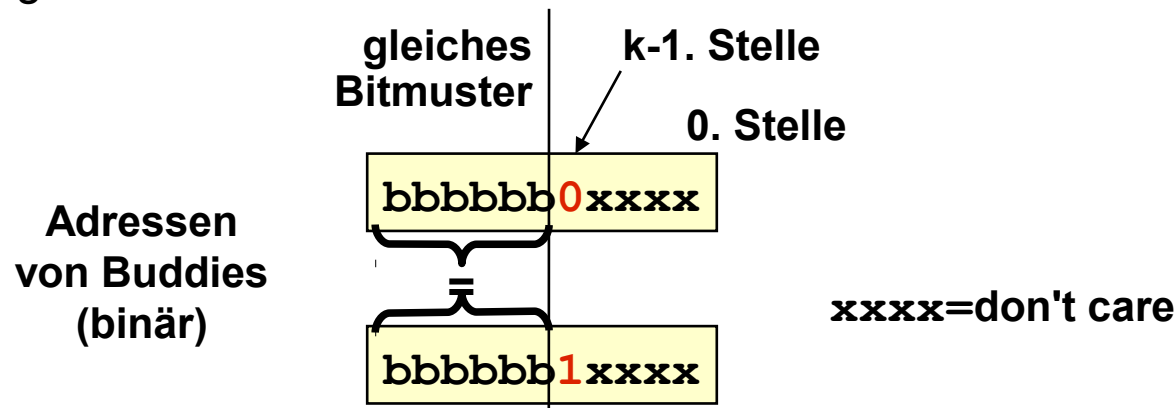 g
gleiches
Bitmuster
k-1. Stelle
0. Stelle
bbbbbb0xxxx
Adressen
von Buddies
(binär)
=
xxxx=don't care
bbbbbb1xxxx